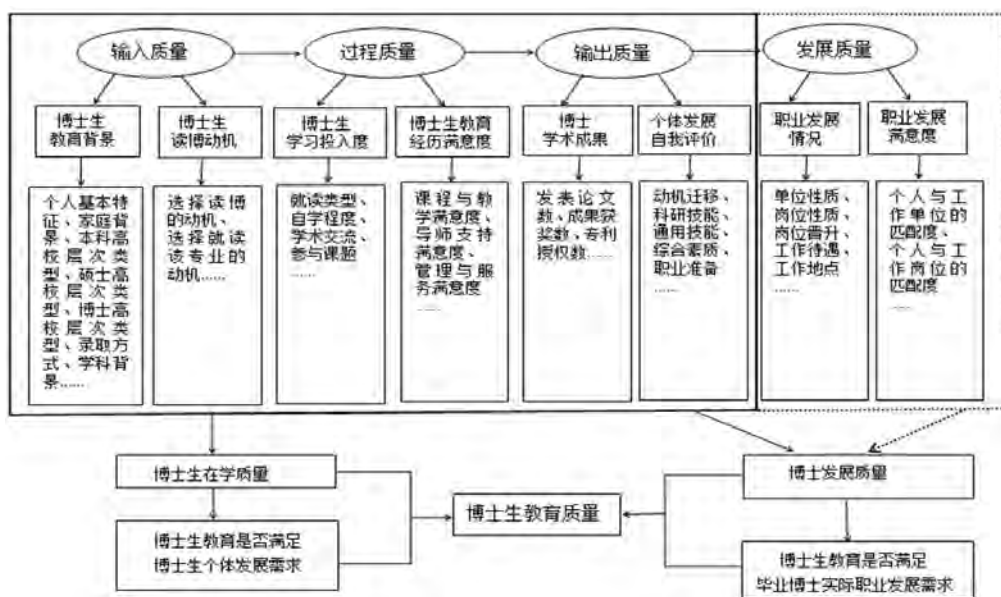 输入质量
过程质量
输出质量
发展质量
博士生
教育背景
博士生
读博动机
博士生
学习投入度
博士生教育
经历满意度
博士
学术成果
个体发展
自我评价
职业发展
情况
职业发展
满意度
个人基本特
征、家庭背
景、本科高
校层次类
型、硕士高
校层次类
型、博士高
校层次类
型、录取方
式、学科背
景……
选择读博
的动机、
选择就读
该专业的
动机……
就读类型、
自学程度、
学术交流、
参与课题
……
课程与教
学满意度、
导师支持
满意度、
管理与服
务满意度
……
发表论文
数、成果获
奖数、专利
授权数……
动机迁移、
科研技能、
通用技能、
综合素质、
职业准备
……
单位性质、
岗位性质、
岗位晋升、
工作待遇、
工作地点
……
个人与工
作单位的
匹配度、
个人与工
作岗位的
匹配度
……
博士生在学质量
博士发展质量
博士生教育质量
博士生教育是否满足
博士生个体发展需求
博士生教育是否满足
毕业博士实际职业发展需求